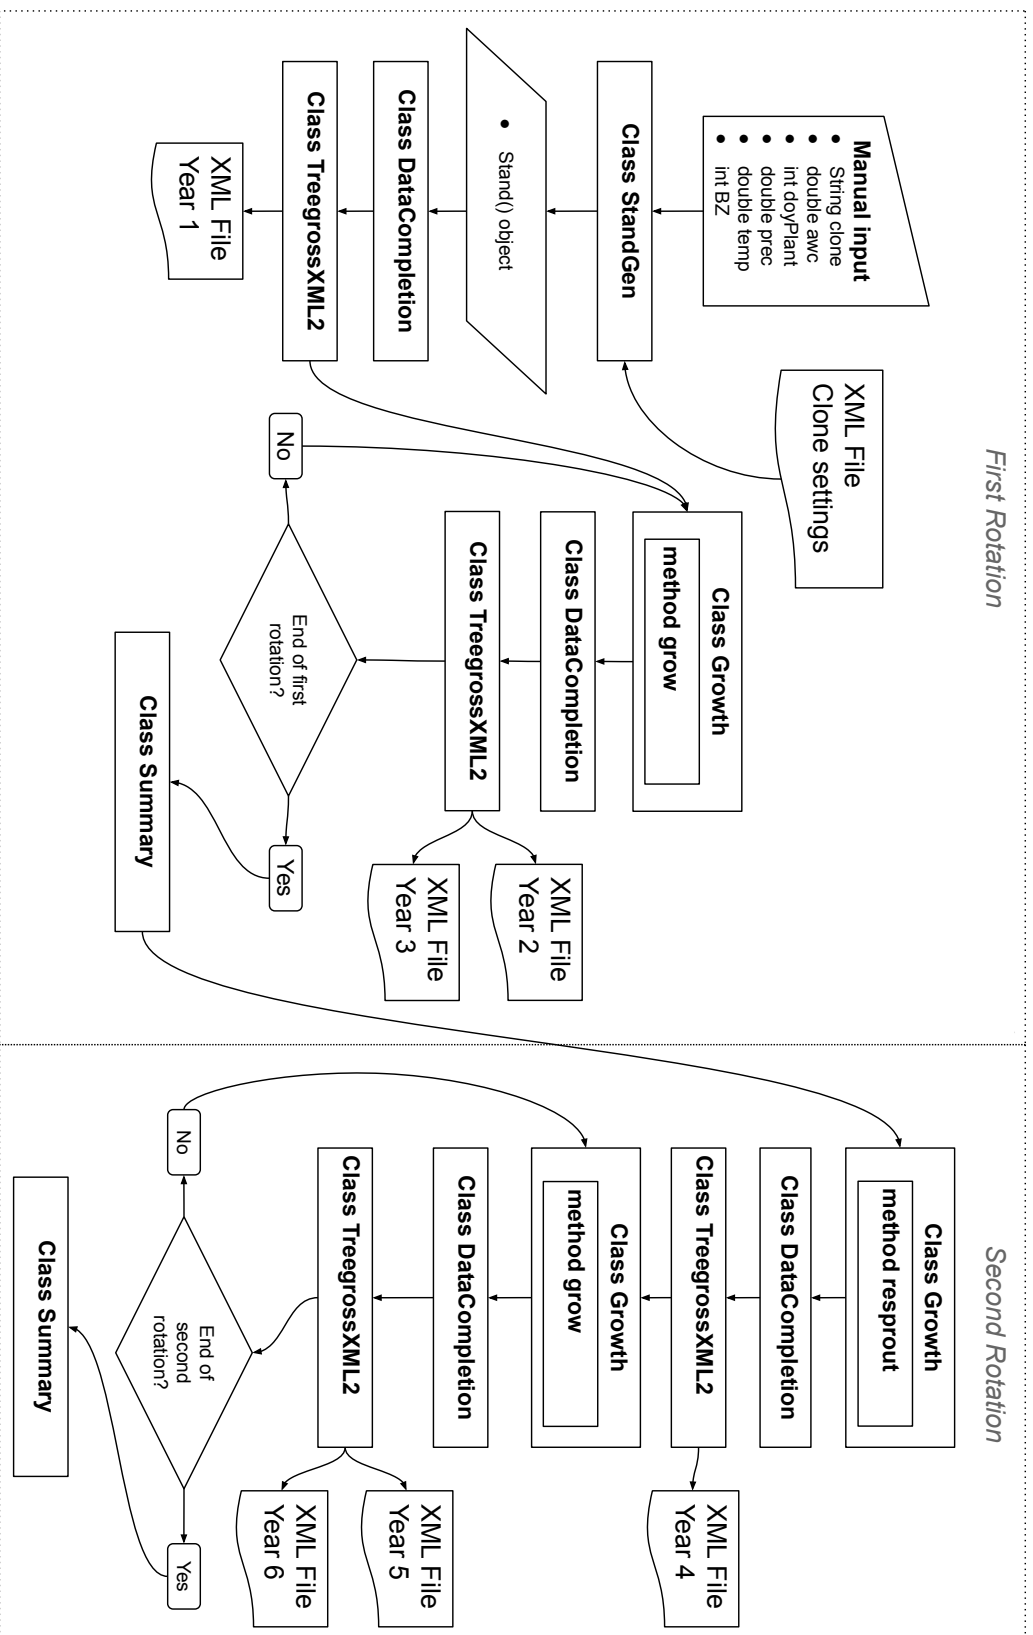 First Rotation
Manual input
● String clone
● double awc
● int doyPlant
● double prec
● double temp
● int BZ
XML File
Clone settings
Class StandGen
● Stand() object
Class DataCompletion
Class TreegrossXML2
XML File
Year 1
Class Growth
method grow
Class DataCompletion
Class TreegrossXML2
XML File
Year 2
XML File
Year 3
End of first
rotation?
No
Yes
Class Summary
Second Rotation
Class Growth
method resprout
Class DataCompletion
Class TreegrossXML2
XML File
Year 4
Class Growth
method grow
Class DataCompletion
Class TreegrossXML2
XML File
Year 5
XML File
Year 6
End of
second
rotation?
No
Yes
Class Summary